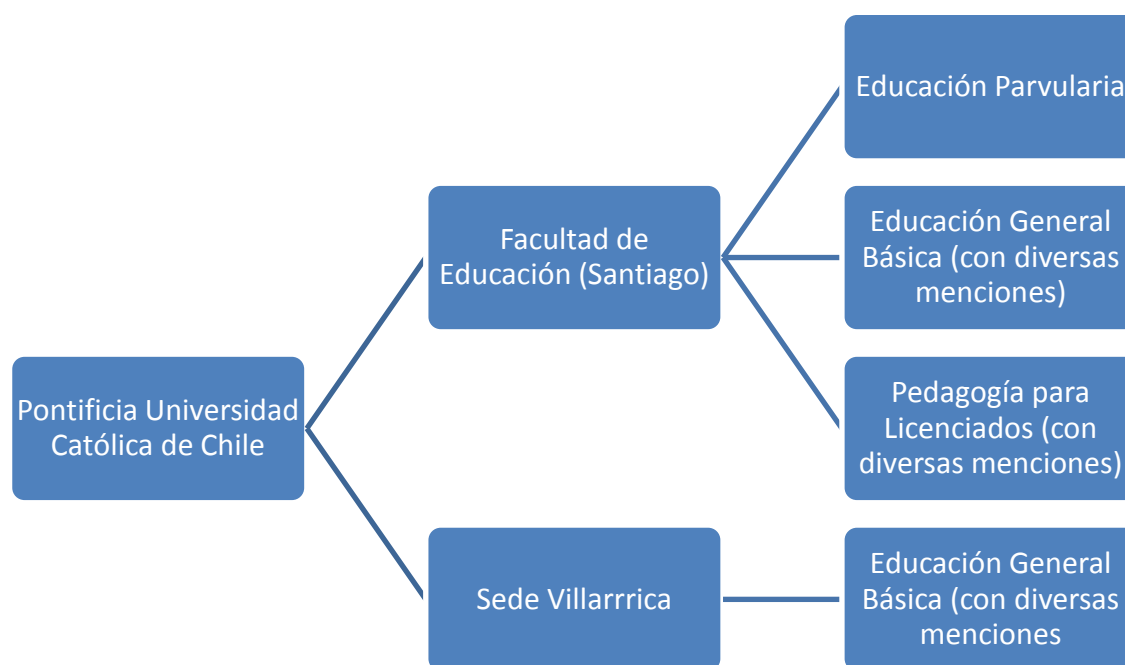 Pontificia Universidad
Católica de Chile
Facultad de
Educación (Santiago)
Educación Parvularia
Educación General
Básica (con diversas
menciones)
Pedagogía para
Licenciados (con
diversas menciones)
Sede Villarrrica
Educación General
Básica (con diversas
menciones